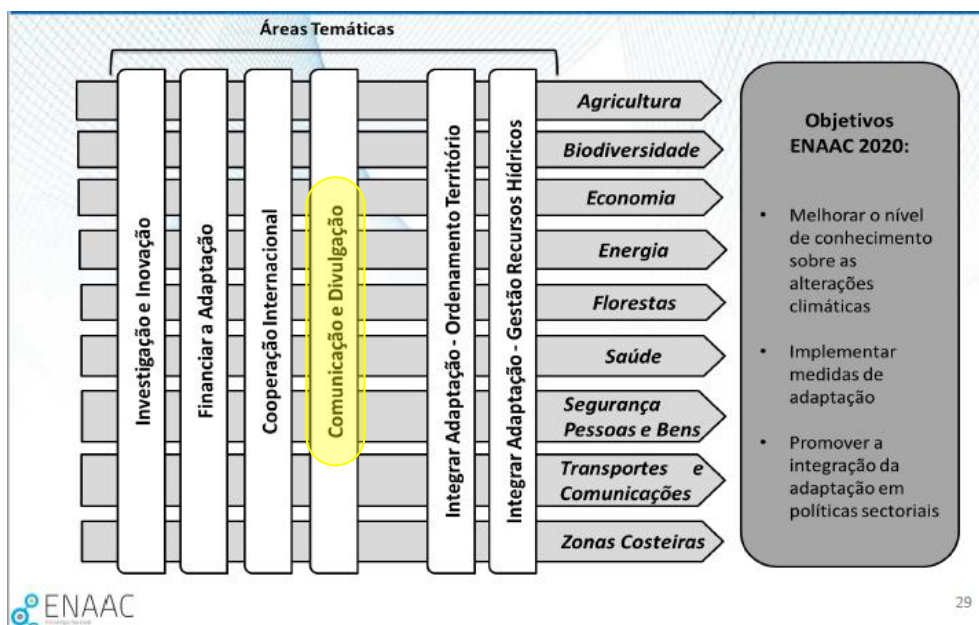 Áreas Temáticas
Investigação e Inovação
Financiar a Adaptação
Cooperação Internacional
Comunicação e Divulgação
Integrar Adaptação - Ordenamento Território
Integrar Adaptação - Gestão Recursos Hídricos
Agricultura
Biodiversidade
Economia
Energia
Florestas
Saúde
Segurança
Pessoas e Bens
Transportes e
Comunicações
Zonas Costeiras
Objetivos
ENAAC 2020:
• Melhorar o nível
de conhecimento
sobre as
alterações
climáticas
• Implementar
medidas de
adaptação
• Promover a
integração da
adaptação em
políticas sectoriais
ENAAC
29